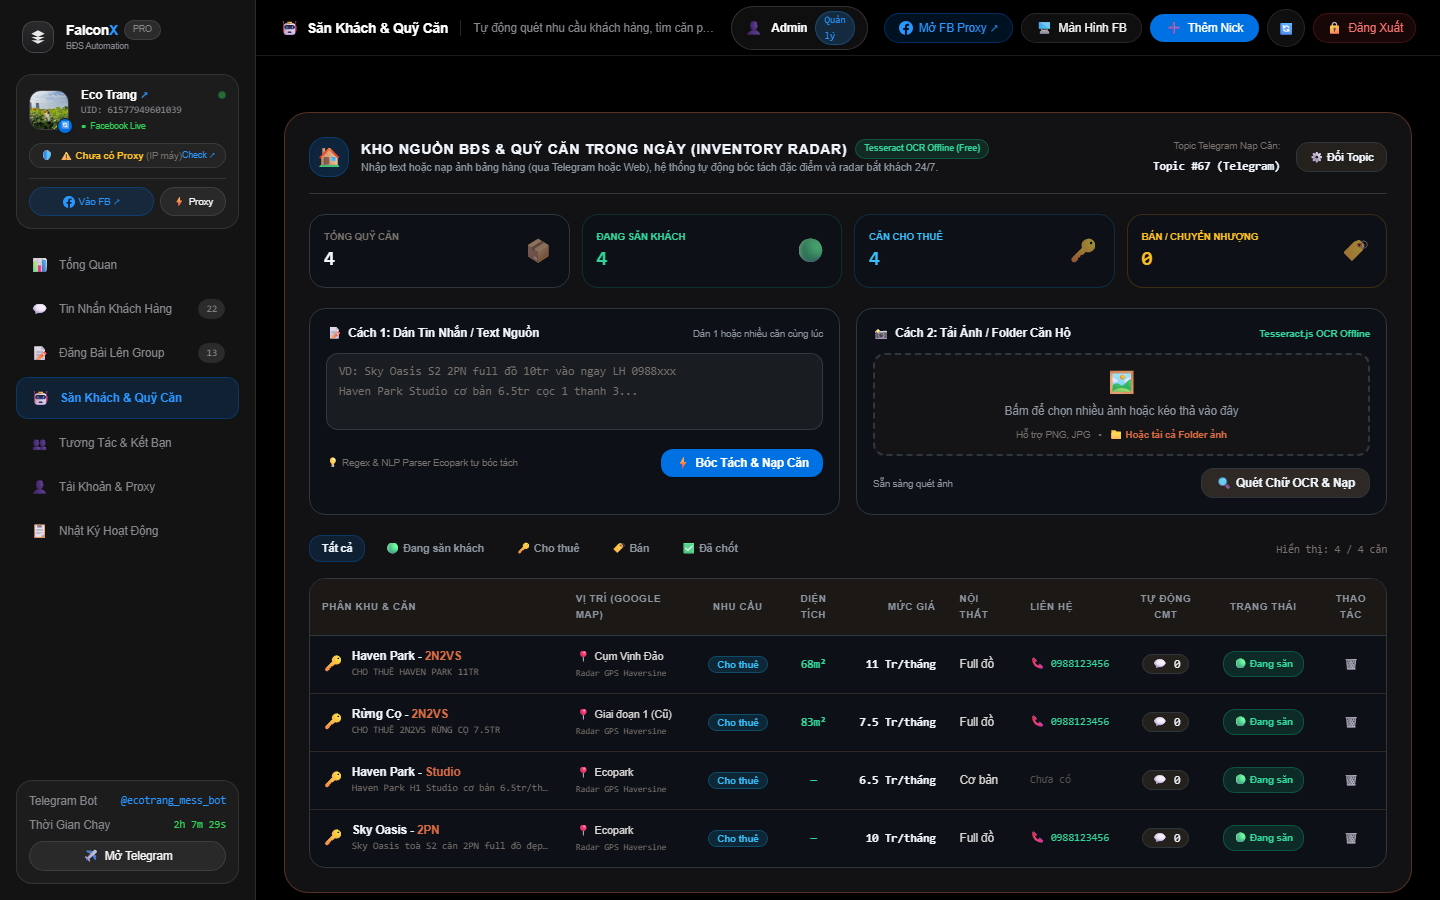 FalconX PRO
BĐS Automation
Eco Trang ↗
UID: 61577949601039
Facebook Live
Chưa có Proxy (IP máy) Check ↗
Vào FB ↗
Proxy
Tổng Quan
Tin Nhắn Khách Hàng 22
Đăng Bài Lên Group 13
Săn Khách & Quỹ Căn
Tương Tác & Kết Bạn
Tài Khoản & Proxy
Nhật Ký Hoạt Động
Telegram Bot @ecotrang_mess_bot
Thời Gian Chạy 2h 7m 29s
Mở Telegram
Săn Khách & Quỹ Căn
Tự động quét nhu cầu khách hàng, tìm căn p...
Admin
Quản lý
Mở FB Proxy ↗
Màn Hình FB
Thêm Nick
Đăng Xuất
KHO NGUỒN BĐS & QUỸ CĂN TRONG NGÀY (INVENTORY RADAR)
Tesseract OCR Offline (Free)
Nhập text hoặc nạp ảnh bảng hàng (qua Telegram hoặc Web), hệ thống tự động bóc tách đặc điểm và radar bắt khách 24/7.
Topic Telegram Nạp Căn:
Topic #67 (Telegram)
Đổi Topic
TỔNG QUỸ CĂN
4
ĐANG SĂN KHÁCH
4
CĂN CHO THUÊ
4
BÁN / CHUYỂN NHƯỢNG
0
Cách 1: Dán Tin Nhắn / Text Nguồn
Dán 1 hoặc nhiều căn cùng lúc
VD: Sky Oasis S2 2PN full đồ 10tr vào ngay LH 0988xxx
Haven Park Studio cơ bản 6.5tr cọc 1 thanh 3...
Regex & NLP Parser Ecopark tự bóc tách
Bóc Tách & Nạp Căn
Cách 2: Tải Ảnh / Folder Căn Hộ
Tesseract.js OCR Offline
Bấm để chọn nhiều ảnh hoặc kéo thả vào đây
Hỗ trợ PNG, JPG • Hoặc tải cả Folder ảnh
Sẵn sàng quét ảnh
Quét Chữ OCR & Nạp
Tất cả
Đang săn khách
Cho thuê
Bán
Đã chốt
Hiển thị: 4 / 4 căn
PHÂN KHU & CĂN
VỊ TRÍ (GOOGLE MAP)
NHU CẦU
DIỆN TÍCH
MỨC GIÁ
NỘI THẤT
LIÊN HỆ
TỰ ĐỘNG CMT
TRẠNG THÁI
THAO TÁC
Haven Park - 2N2VS
CHO THUÊ HAVEN PARK 11TR
Cụm Vịnh Đảo
Radar GPS Haversine
Cho thuê
68m²
11 Tr/tháng
Full đồ
0988123456
0
Đang săn
Rừng Cọ - 2N2VS
CHO THUÊ 2N2VS RỪNG CỌ 7.5TR
Giai đoạn 1 (Cũ)
Radar GPS Haversine
Cho thuê
83m²
7.5 Tr/tháng
Full đồ
0988123456
0
Đang săn
Haven Park - Studio
Haven Park H1 Studio cơ bản 6.5tr/th…
Ecopark
Radar GPS Haversine
Cho thuê
—
6.5 Tr/tháng
Cơ bản
Chưa có
0
Đang săn
Sky Oasis - 2PN
Sky Oasis toà S2 căn 2PN full đồ đẹp…
Ecopark
Radar GPS Haversine
Cho thuê
—
10 Tr/tháng
Full đồ
0988123456
0
Đang săn